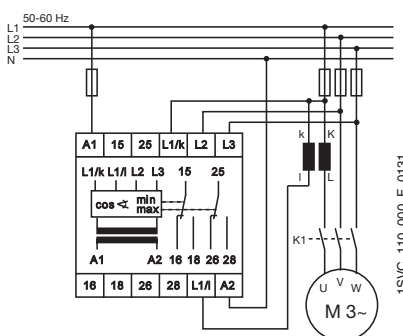 50-60 Hz
L1
L2
L3
N
A1 15 25 L1/k L2 L3
k K
L1/k L1/l L2 L3 15 25
l L
cos ∢ min
max
K1
A1 A2 16 18 26 28
16 18 26 28 L1/l A2
U V W
M 3~
1SVC 110 000 F 0131